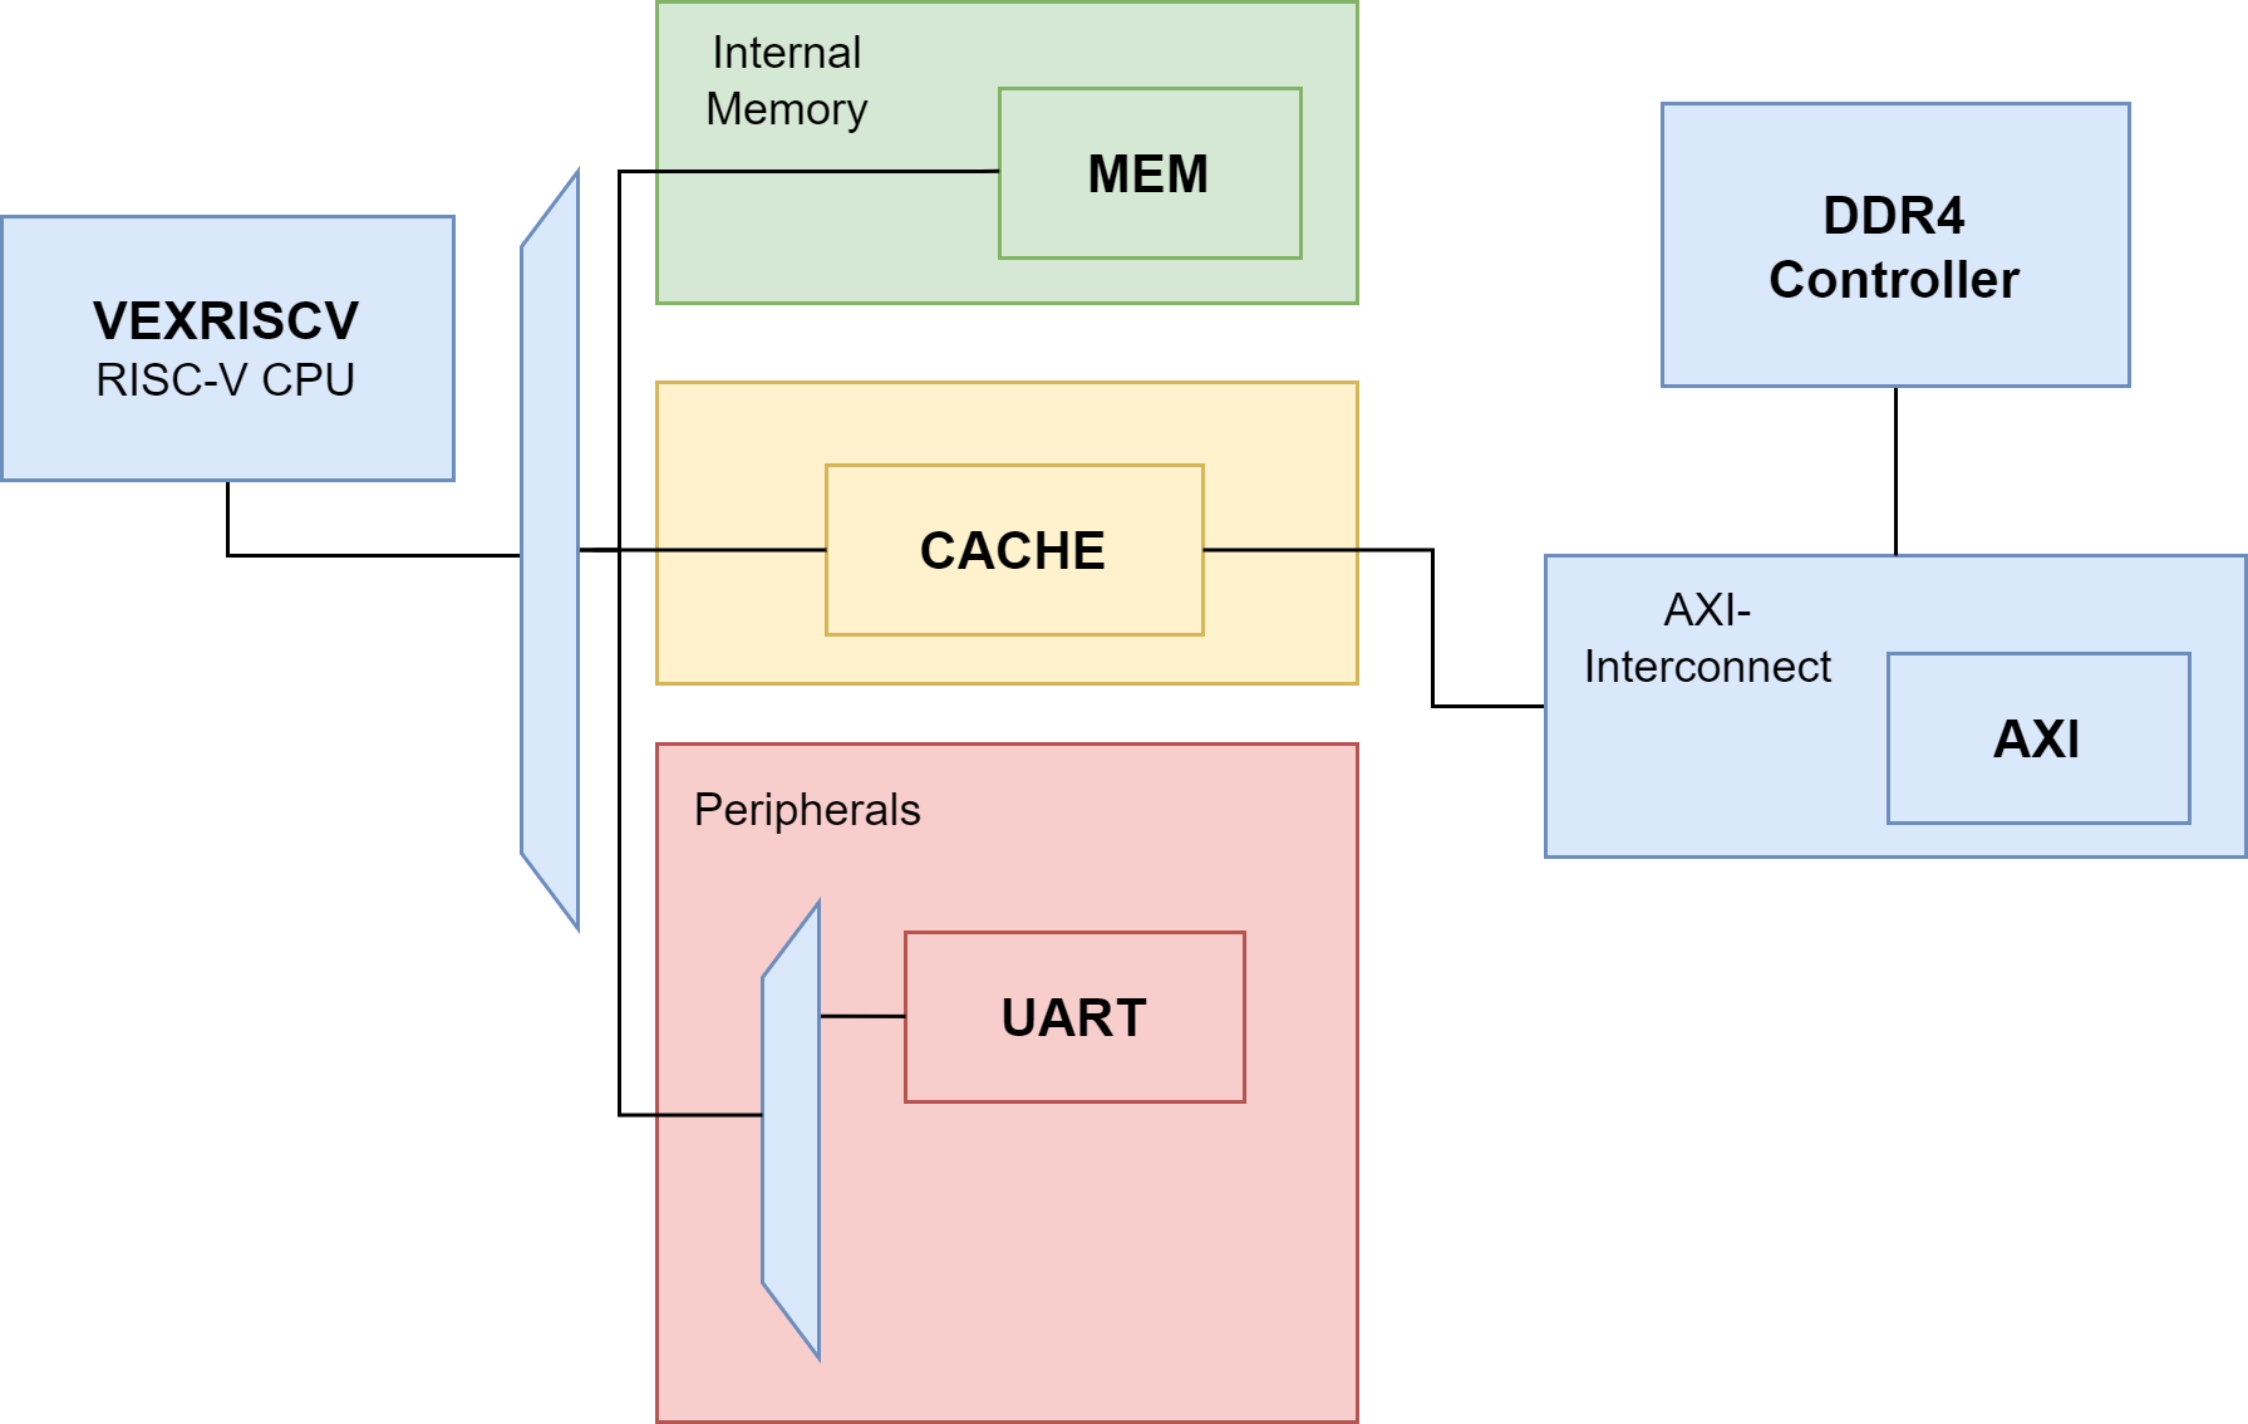 Internal
Memory
MEM
VEXRISCV
RISC-V CPU
DDR4
Controller
CACHE
AXI-
Interconnect
AXI
Peripherals
UART